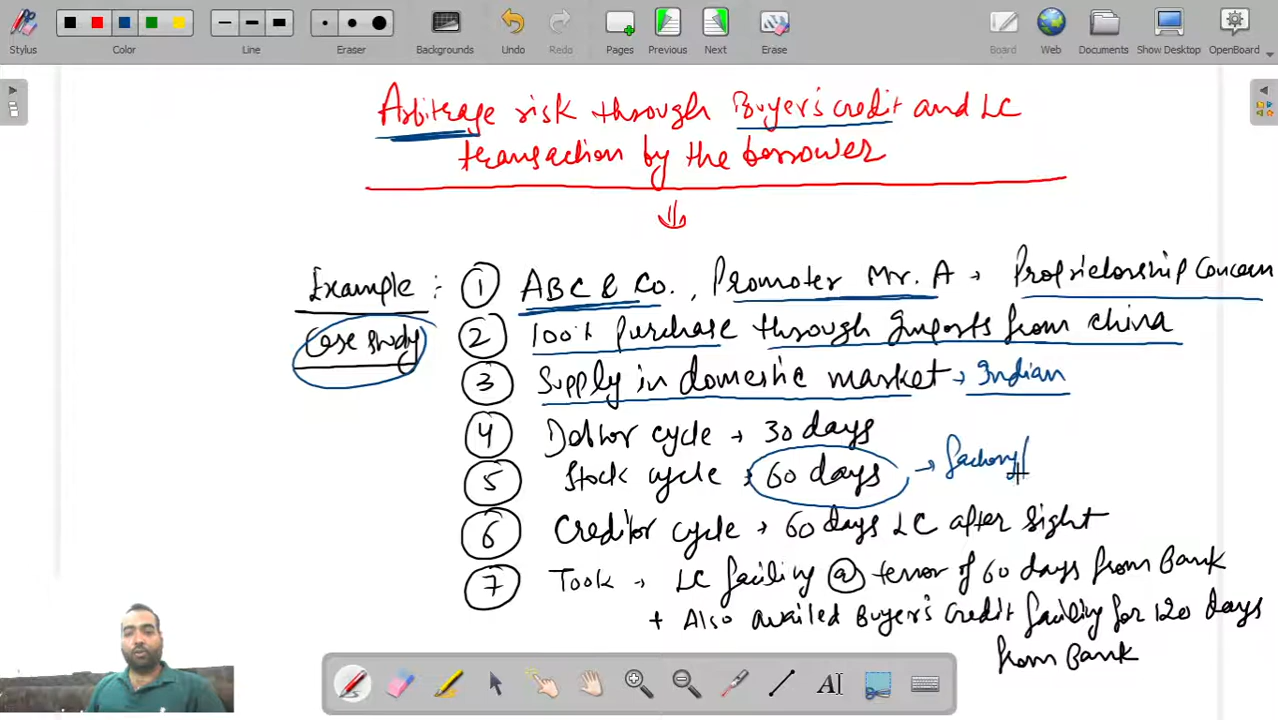 Stylus Color Line Eraser Backgrounds Undo Redo Pages Previous Next Erase Board Web Documents Show Desktop OpenBoard
Arbitrage risk through Buyer's credit and LC
transaction by the borrower
Example : 1 ABC & Co. , Promoter Mr. A → Proprietorship Concern
Case study 2 100% purchase through Imports from China
3 Supply in domestic market → Indian
4 Debtor cycle → 30 days
5 Stock cycle → 60 days → factory/
6 Creditor cycle → 60 days LC after sight
7 Took → LC facility @ tenor of 60 days from Bank
+ Also availed Buyer's Credit facility for 120 days
from Bank